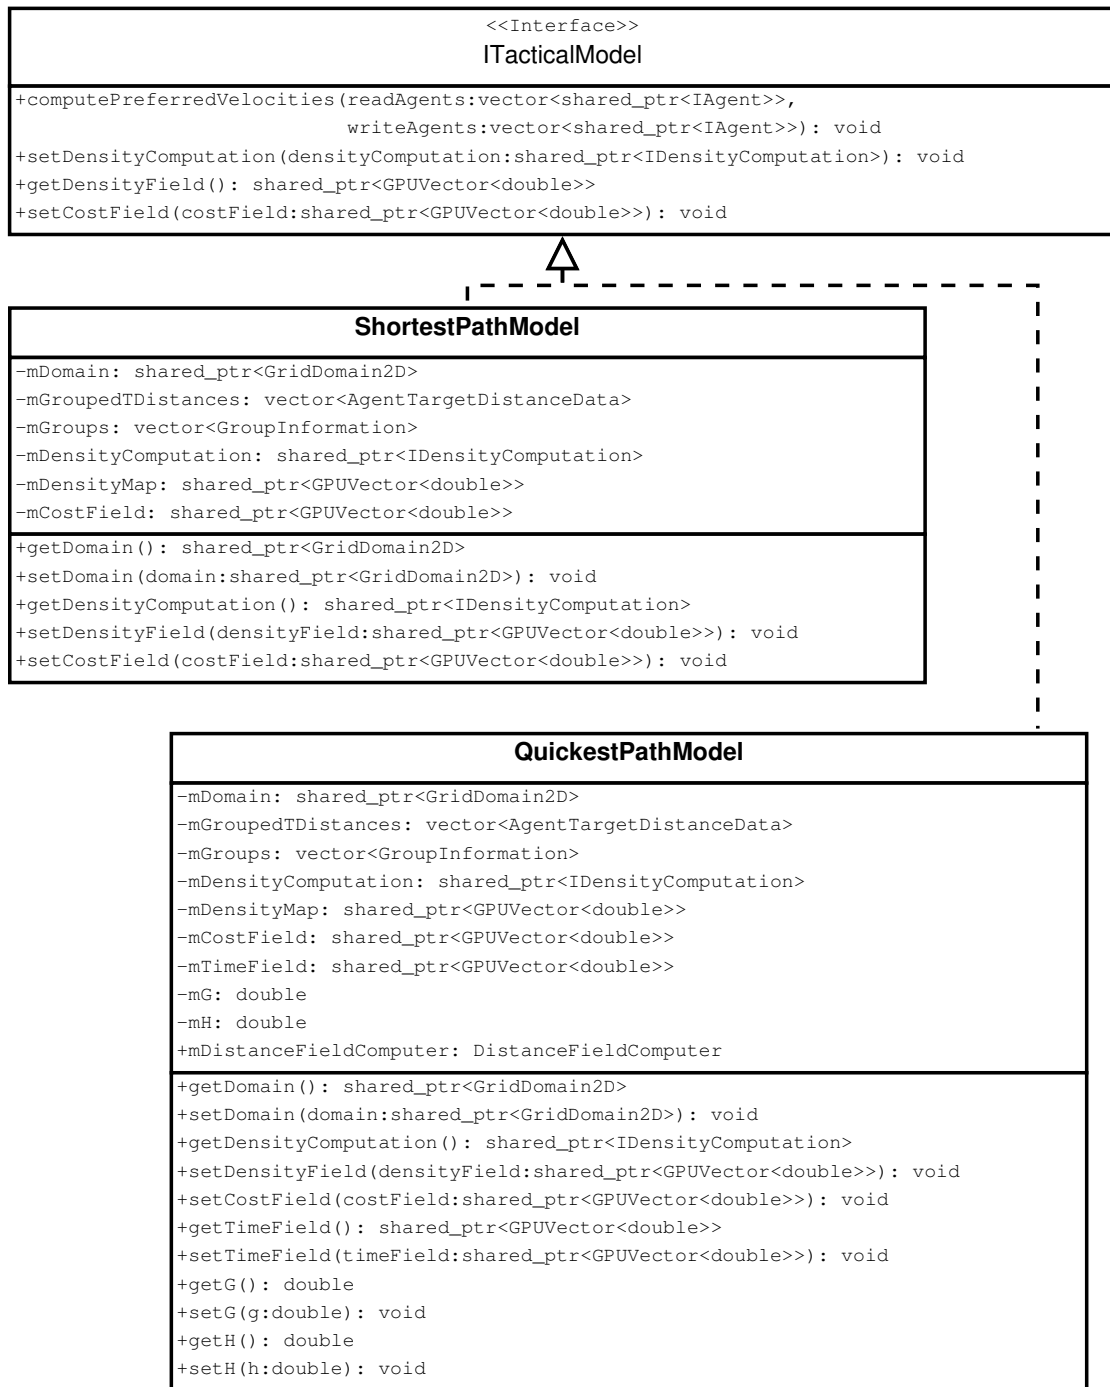 <<Interface>>
ITacticalModel
+computePreferredVelocities(readAgents:vector<shared_ptr<IAgent>>,
writeAgents:vector<shared_ptr<IAgent>>): void
+setDensityComputation(densityComputation:shared_ptr<IDensityComputation>): void
+getDensityField(): shared_ptr<GPUVector<double>>
+setCostField(costField:shared_ptr<GPUVector<double>>): void
ShortestPathModel
-mDomain: shared_ptr<GridDomain2D>
-mGroupedTDistances: vector<AgentTargetDistanceData>
-mGroups: vector<GroupInformation>
-mDensityComputation: shared_ptr<IDensityComputation>
-mDensityMap: shared_ptr<GPUVector<double>>
-mCostField: shared_ptr<GPUVector<double>>
+getDomain(): shared_ptr<GridDomain2D>
+setDomain(domain:shared_ptr<GridDomain2D>): void
+getDensityComputation(): shared_ptr<IDensityComputation>
+setDensityField(densityField:shared_ptr<GPUVector<double>>): void
+setCostField(costField:shared_ptr<GPUVector<double>>): void
QuickestPathModel
-mDomain: shared_ptr<GridDomain2D>
-mGroupedTDistances: vector<AgentTargetDistanceData>
-mGroups: vector<GroupInformation>
-mDensityComputation: shared_ptr<IDensityComputation>
-mDensityMap: shared_ptr<GPUVector<double>>
-mCostField: shared_ptr<GPUVector<double>>
-mTimeField: shared_ptr<GPUVector<double>>
-mG: double
-mH: double
+mDistanceFieldComputer: DistanceFieldComputer
+getDomain(): shared_ptr<GridDomain2D>
+setDomain(domain:shared_ptr<GridDomain2D>): void
+getDensityComputation(): shared_ptr<IDensityComputation>
+setDensityField(densityField:shared_ptr<GPUVector<double>>): void
+setCostField(costField:shared_ptr<GPUVector<double>>): void
+getTimeField(): shared_ptr<GPUVector<double>>
+setTimeField(timeField:shared_ptr<GPUVector<double>>): void
+getG(): double
+setG(g:double): void
+getH(): double
+setH(h:double): void